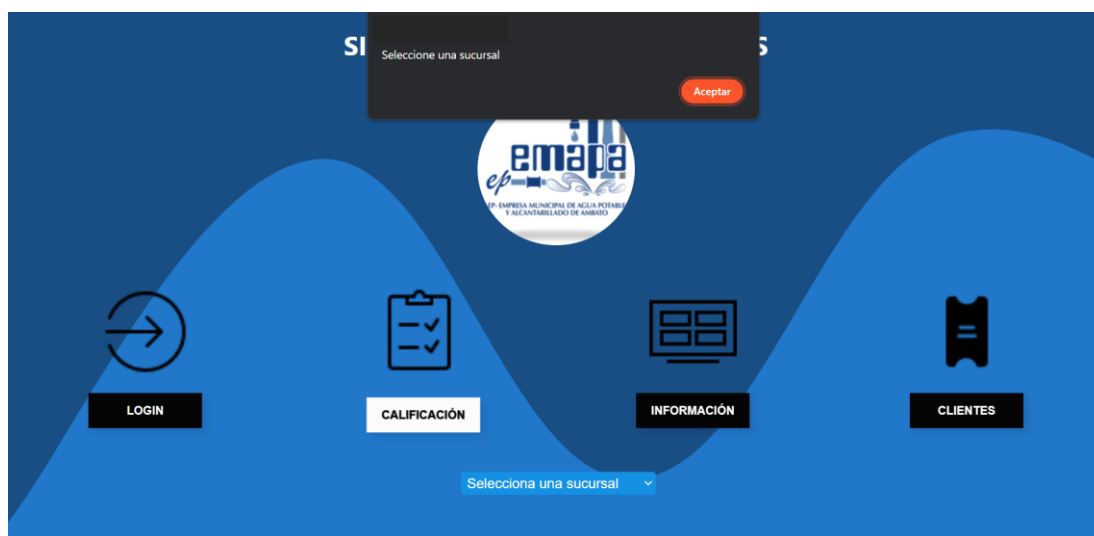 SI
S
Seleccione una sucursal
Aceptar
emapa
ep
EP- EMPRESA MUNICIPAL DE AGUA POTABLE
Y ALCANTARILLADO DE AMBATO
LOGIN
CALIFICACIÓN
INFORMACIÓN
CLIENTES
Selecciona una sucursal